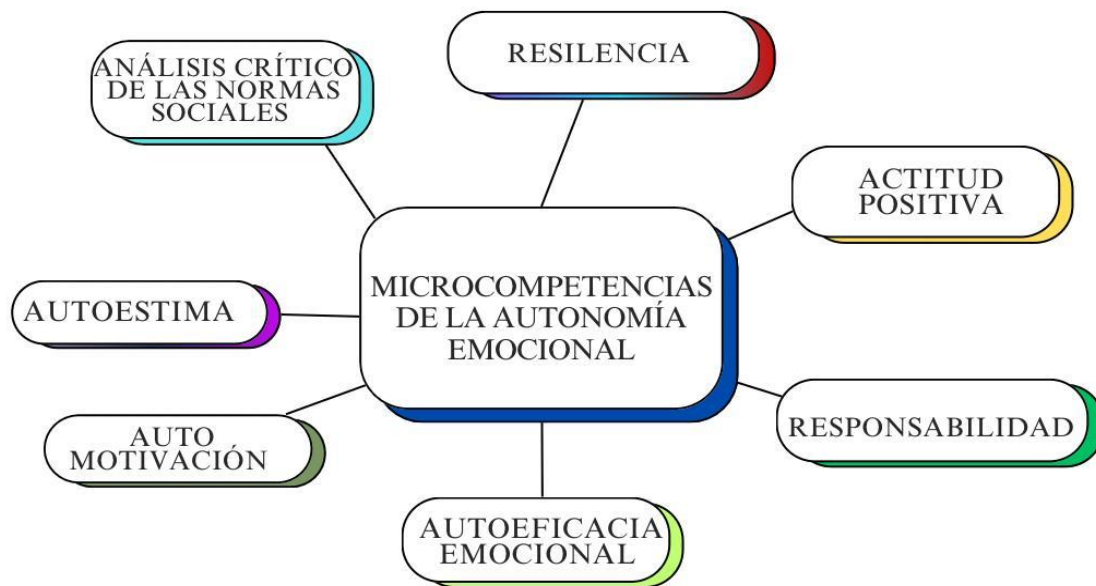 RESILENCIA
ANÁLISIS CRÍTICO
DE LAS NORMAS
SOCIALES
ACTITUD
POSITIVA
MICROCOMPETENCIAS
DE LA AUTONOMÍA
EMOCIONAL
AUTOESTIMA
RESPONSABILIDAD
AUTO
MOTIVACIÓN
AUTOEFICACIA
EMOCIONAL